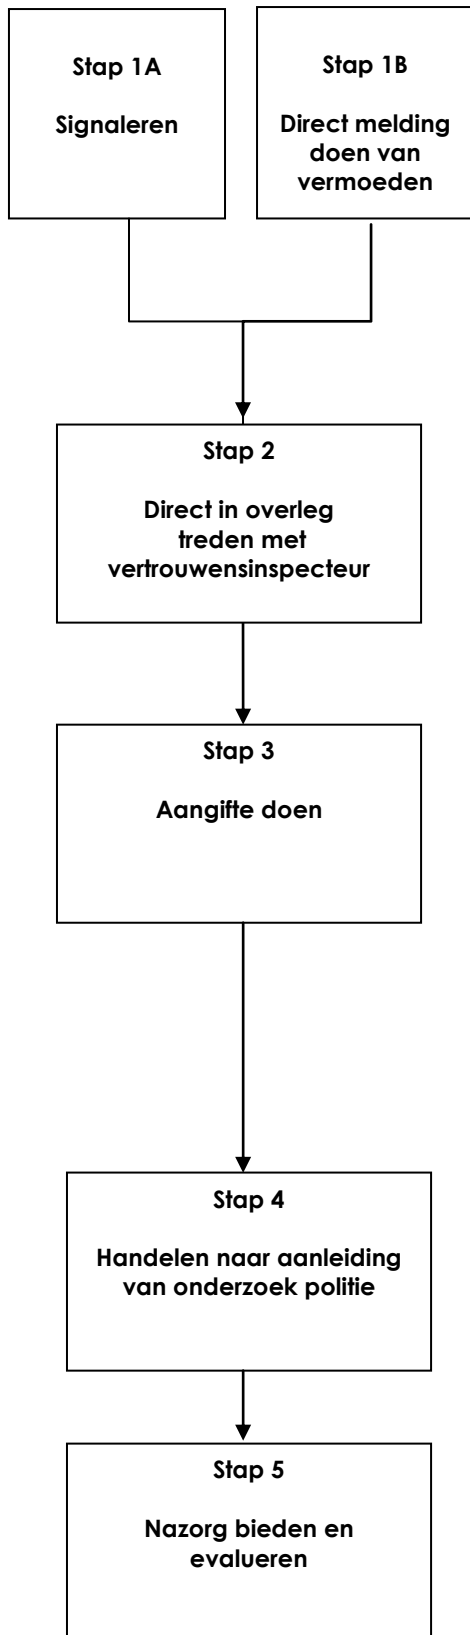 Stap 1A
Signaleren
Stap 1B
Direct melding
doen van
vermoeden
Stap 2
Direct in overleg
treden met
vertrouwensinspecteur
Stap 3
Aangifte doen
Stap 4
Handelen naar aanleiding
van onderzoek politie
Stap 5
Nazorg bieden en
evalueren